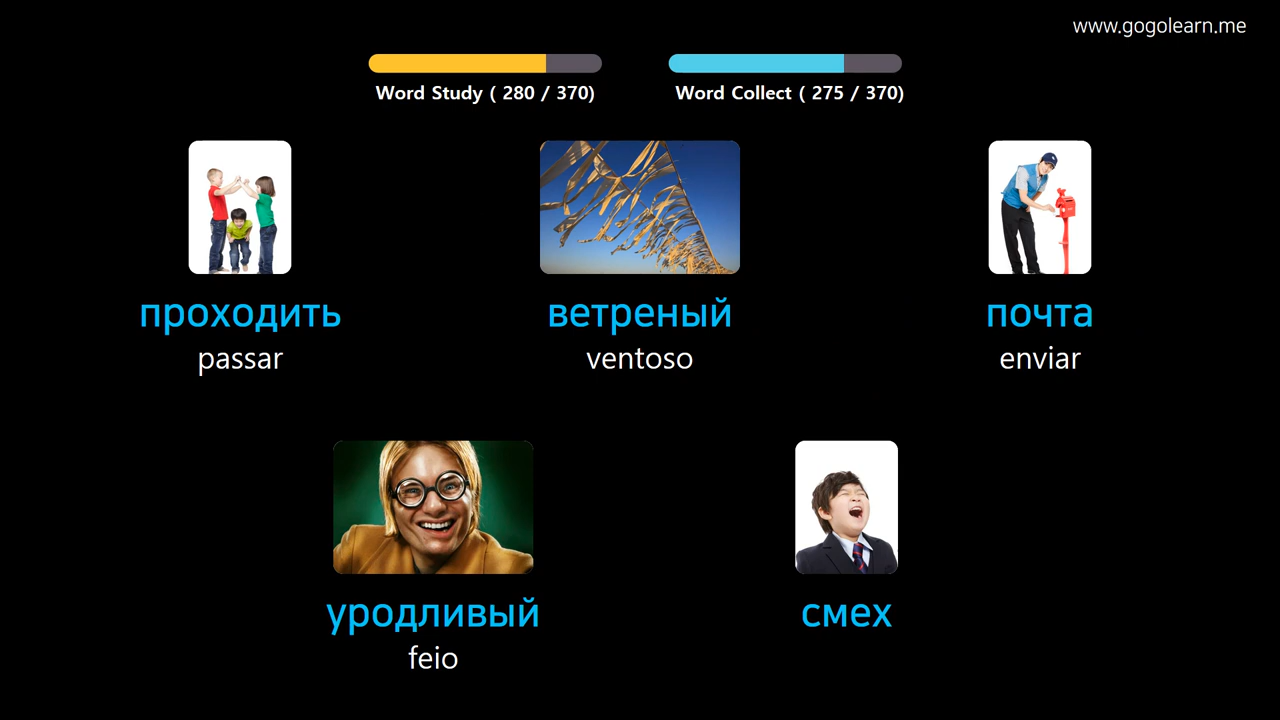 www.gogolearn.me
Word Study ( 280 / 370)
Word Collect ( 275 / 370)
проходить
passar
ветреный
ventoso
почта
enviar
уродливый
feio
смех